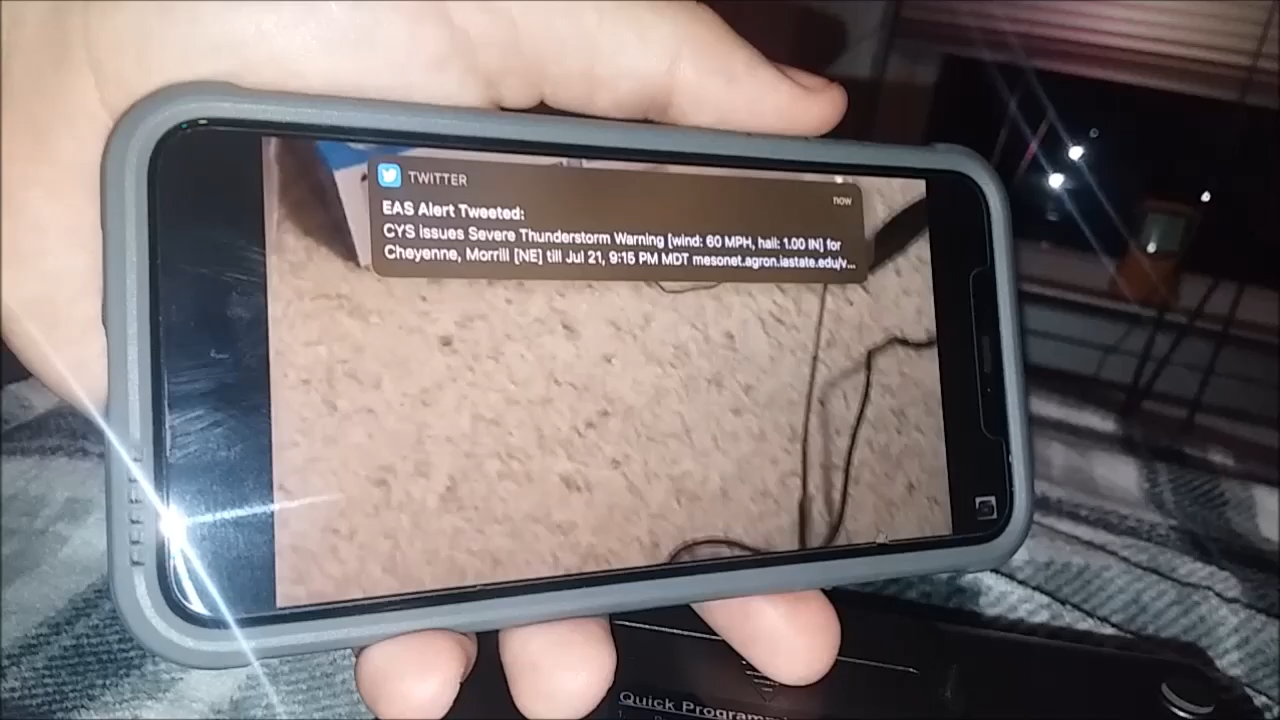 TWITTER
now
EAS Alert Tweeted:
CYS issues Severe Thunderstorm Warning [wind: 60 MPH, hail: 1.00 IN] for
Cheyenne, Morrill [NE] till Jul 21, 9:15 PM MDT mesonet.agron.iastate.edu/v...
Quick Programm